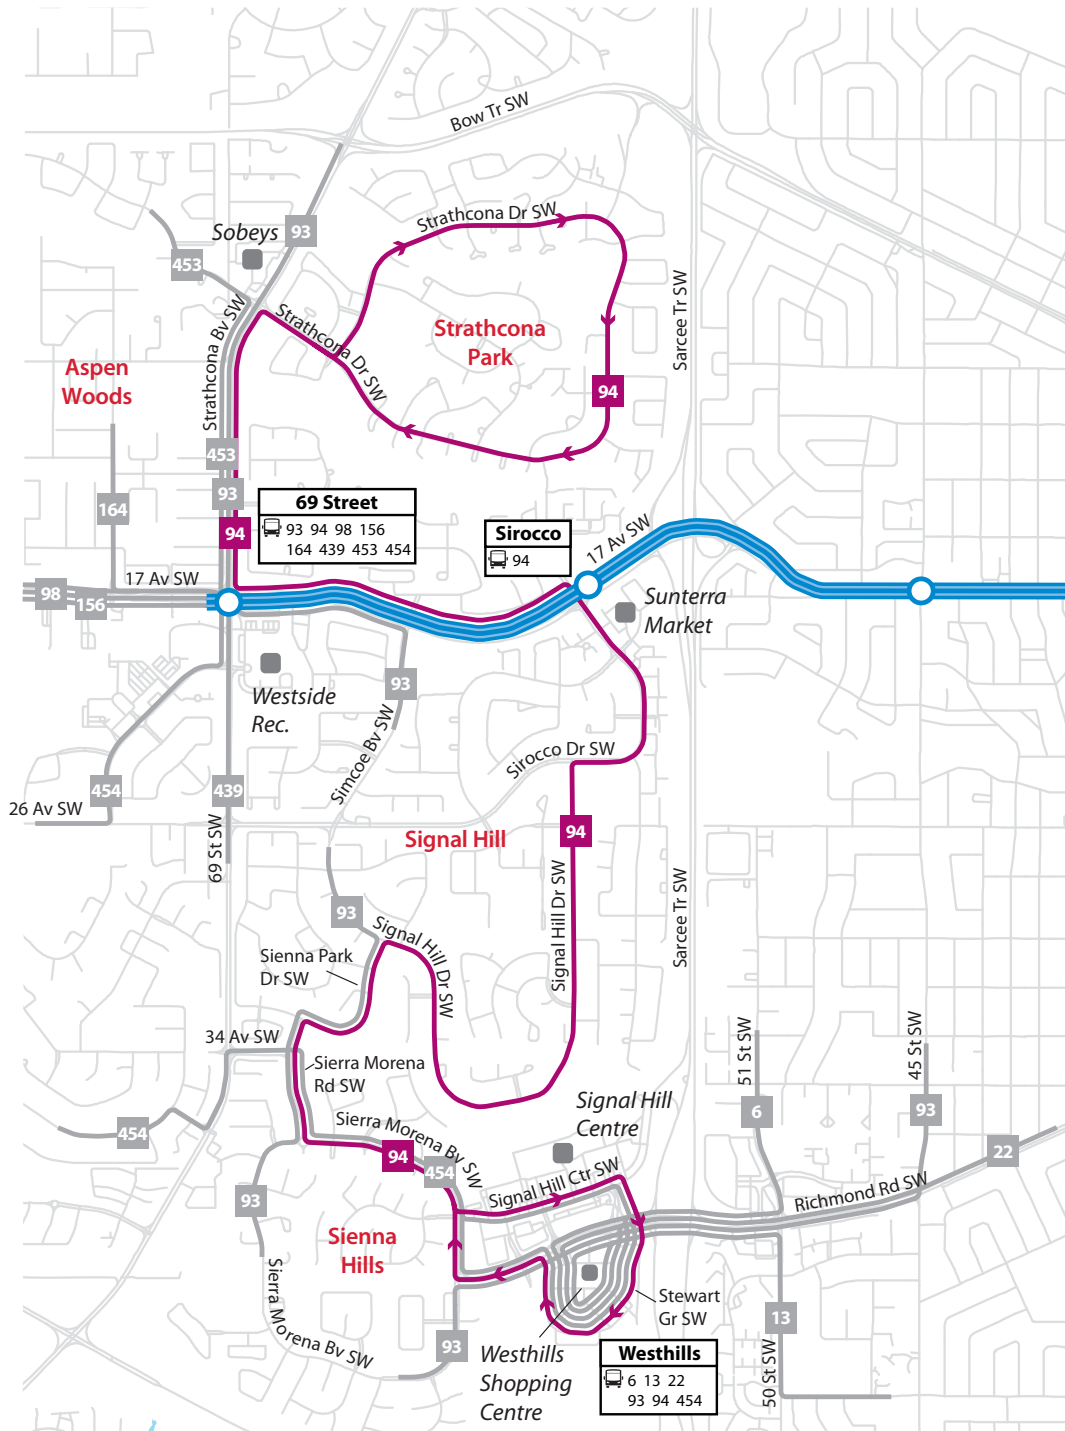 Bow Tr SW
Strathcona Dr SW
Sobeys
93
453
Sarcee Tr SW
Strathcona Bv SW
Strathcona Dr SW
Strathcona
Park
Aspen
Woods
94
453
93
164
94
69 Street
93 94 98 156
164 439 453 454
Sirocco
94
17 Av SW
17 Av SW
98
156
Sunterra
Market
Westside
Rec.
93
Simcoe Bv SW
Sirocco Dr SW
454
439
26 Av SW
69 St SW
Signal Hill
94
Signal Hill Dr SW
Sarcee Tr SW
93
Signal Hill Dr SW
Sienna Park
Dr SW
34 Av SW
Sierra Morena
Rd SW
51 St SW
45 St SW
Signal Hill
Centre
6
93
454
22
Sierra Morena Bv SW
94
454
Signal Hill Ctr SW
Richmond Rd SW
93
Sienna
Hills
Sierra Morena Bv SW
Stewart
Gr SW
13
93
50 St SW
Westhills
Shopping
Centre
Westhills
6 13 22
93 94 454